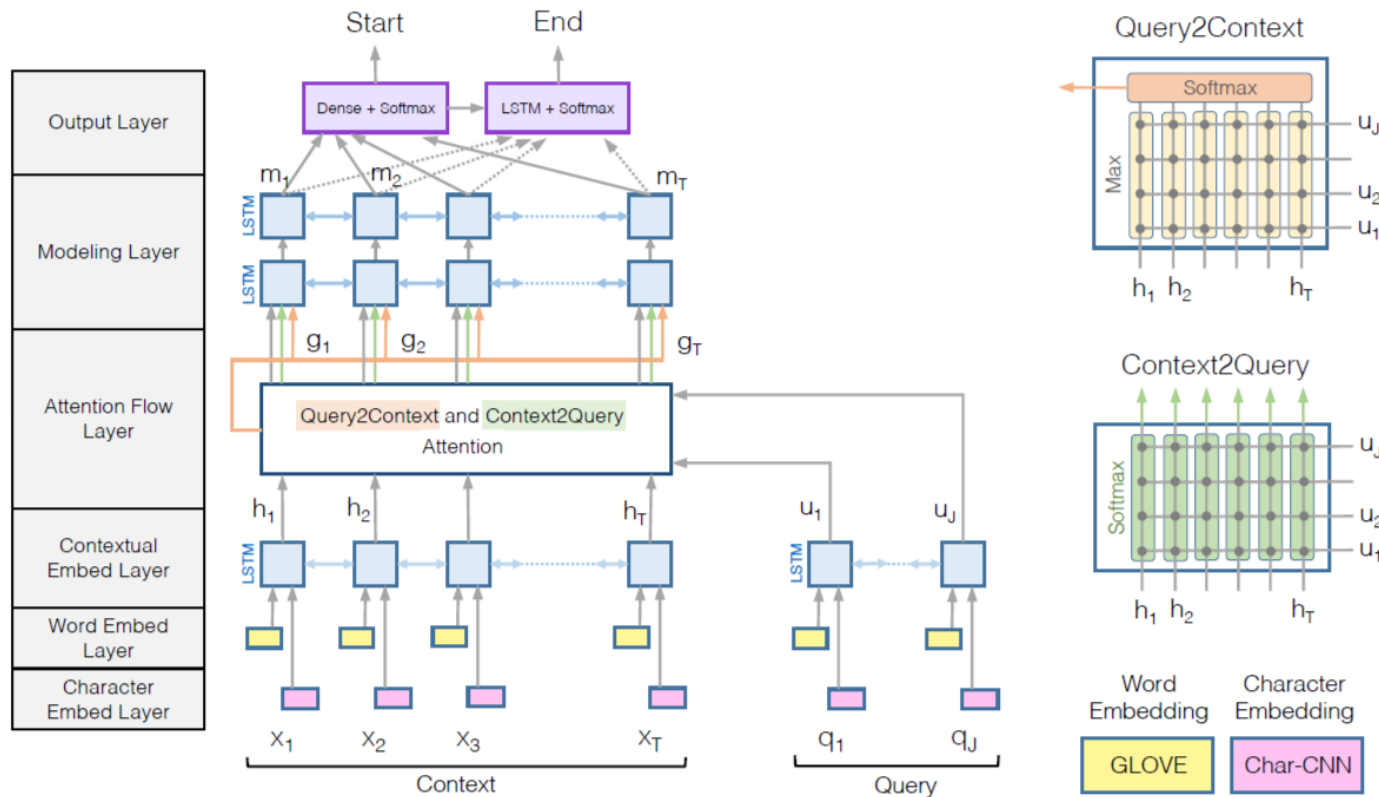 Start
End
Query2Context
Output Layer
Dense + Softmax
LSTM + Softmax
Softmax
Max
u_J
u_2
u_1
h_1
h_2
h_T
Modeling Layer
m_1
m_2
m_T
LSTM
LSTM
Attention Flow
Layer
g_1
g_2
g_T
Query2Context and Context2Query
Attention
Context2Query
Softmax
u_J
u_2
u_1
h_1
h_2
h_T
h_1
h_2
h_T
u_1
u_J
Contextual
Embed Layer
LSTM
LSTM
Word Embed
Layer
Character
Embed Layer
x_1
x_2
x_3
x_T
q_1
q_J
Context
Query
Word
Embedding
Character
Embedding
GLOVE
Char-CNN